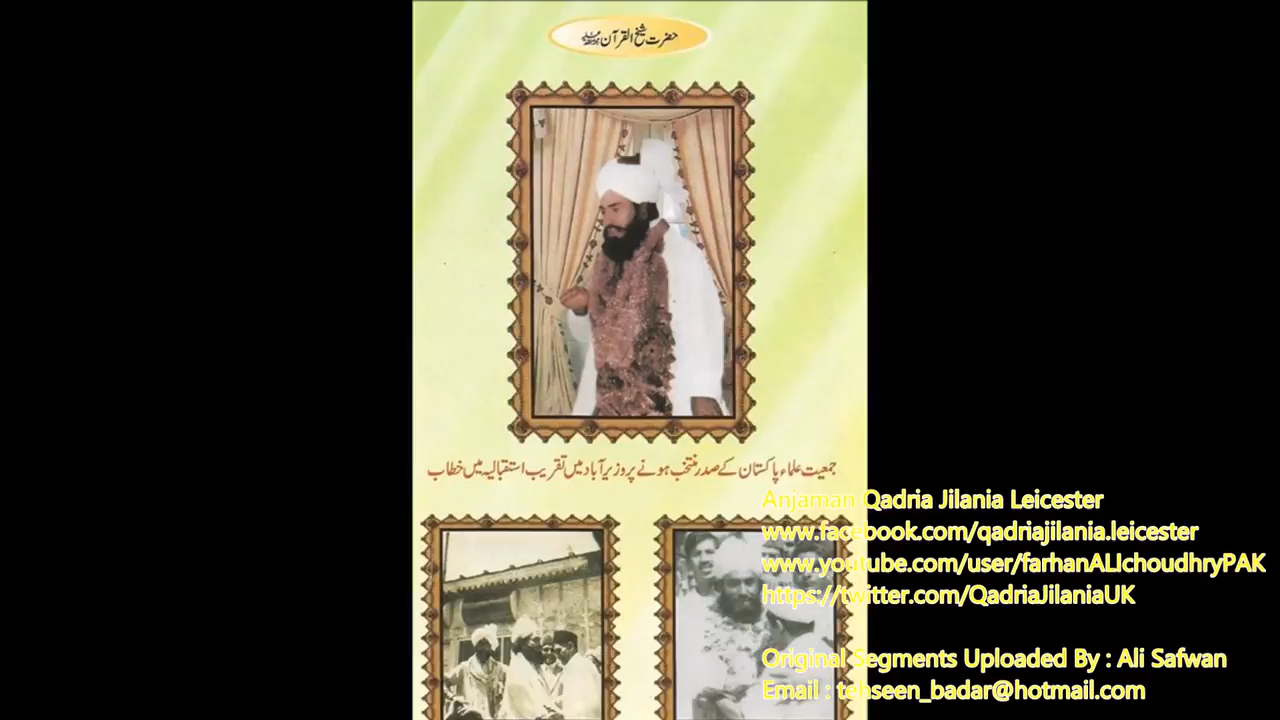 حضرت شیخ القرآن
جمعیت علماء پاکستان کے صدر منتخب ہونے پر وزیر آباد میں تقریب استقبالیہ میں خطاب
Anjaman Qadria Jilania Leicester
www.facebook.com/qadriajilania.leicester
www.youtube.com/user/farhanALIchoudhryPAK
https://twitter.com/QadriaJilaniaUK
Original Segments Uploaded By : Ali Safwan
Email : tehseen_badar@hotmail.com